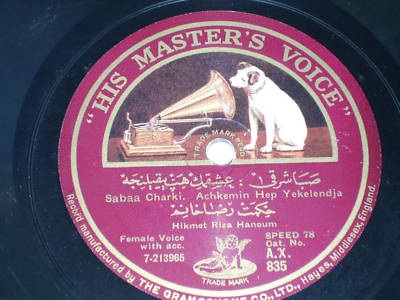 "HIS MASTER'S VOICE"
TRADE MARK REGD
صبا شرقى : عشقك هپ يقيلنجه
Sabaa Charki. Achkemin Hep Yekelendja
حكمت رضا خانم
Hikmet Riza Hanoum
Female Voice
with acc.
7-213965
SPEED 78
Cat. No.
A.X.
835
TRADE MARK
Record manufactured by THE GRAMOPHONE CO., LTD., Hayes, Middlesex, England.